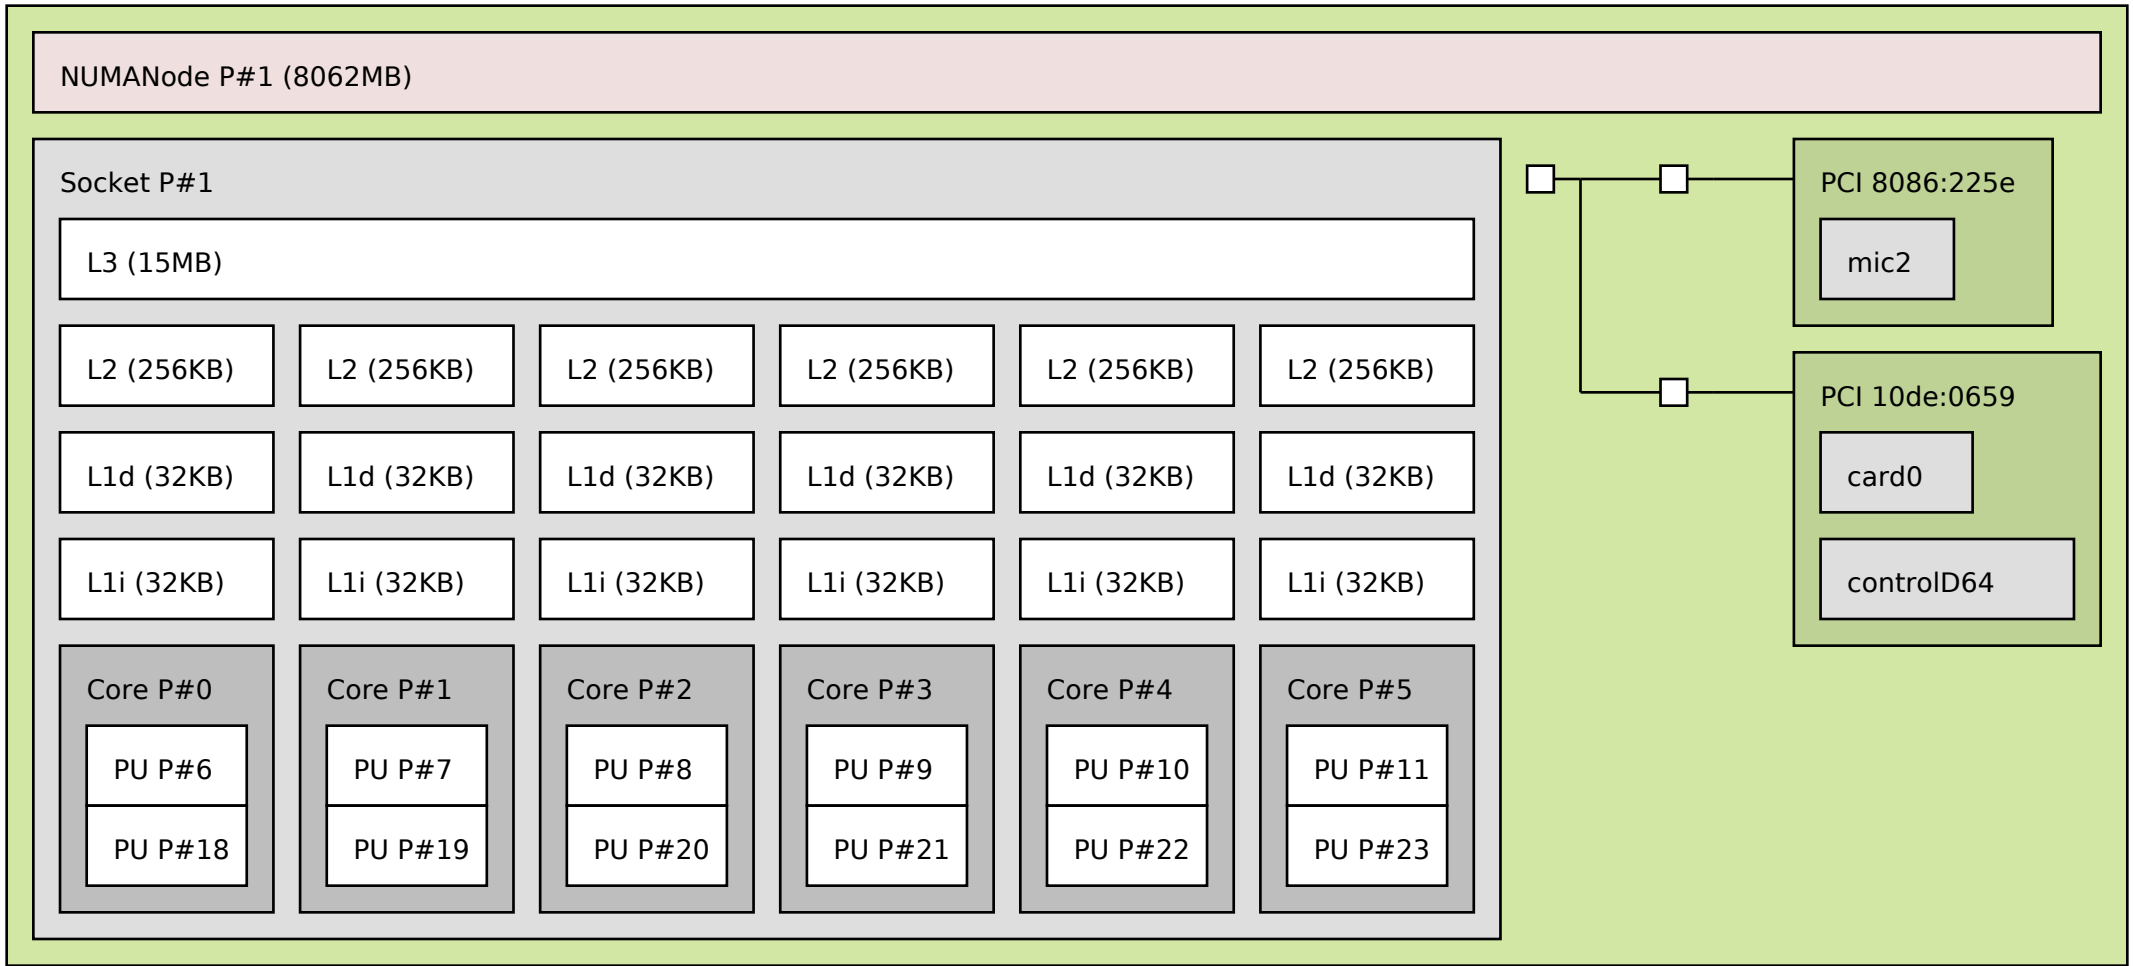 NUMANode P#1 (8062MB)
Socket P#1
L3 (15MB)
L2 (256KB) L2 (256KB) L2 (256KB) L2 (256KB) L2 (256KB) L2 (256KB)
L1d (32KB) L1d (32KB) L1d (32KB) L1d (32KB) L1d (32KB) L1d (32KB)
L1i (32KB) L1i (32KB) L1i (32KB) L1i (32KB) L1i (32KB) L1i (32KB)
Core P#0 Core P#1 Core P#2 Core P#3 Core P#4 Core P#5
PU P#6 PU P#7 PU P#8 PU P#9 PU P#10 PU P#11
PU P#18 PU P#19 PU P#20 PU P#21 PU P#22 PU P#23
PCI 8086:225e
mic2
PCI 10de:0659
card0
controlD64